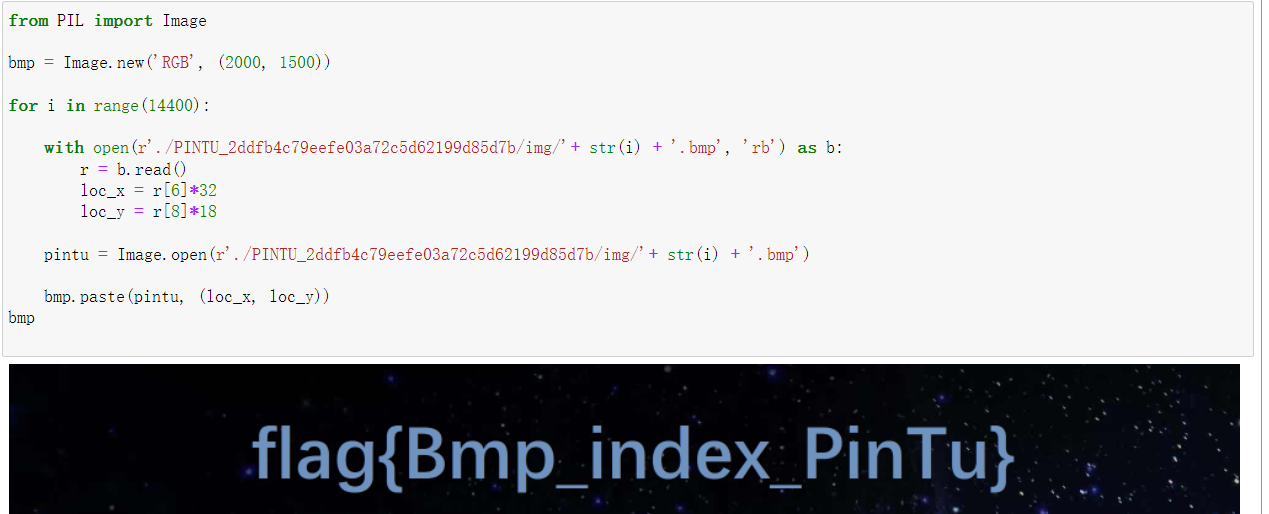 from PIL import Image
bmp = Image.new('RGB', (2000, 1500))
for i in range(14400):
    with open(r'./PINTU_2ddfb4c79eefe03a72c5d62199d85d7b/img/'+ str(i) + '.bmp', 'rb') as b:
        r = b.read()
        loc_x = r[6]*32
        loc_y = r[8]*18
    pintu = Image.open(r'./PINTU_2ddfb4c79eefe03a72c5d62199d85d7b/img/'+ str(i) + '.bmp')
    bmp.paste(pintu, (loc_x, loc_y))
bmp
flag{Bmp_index_PinTu}